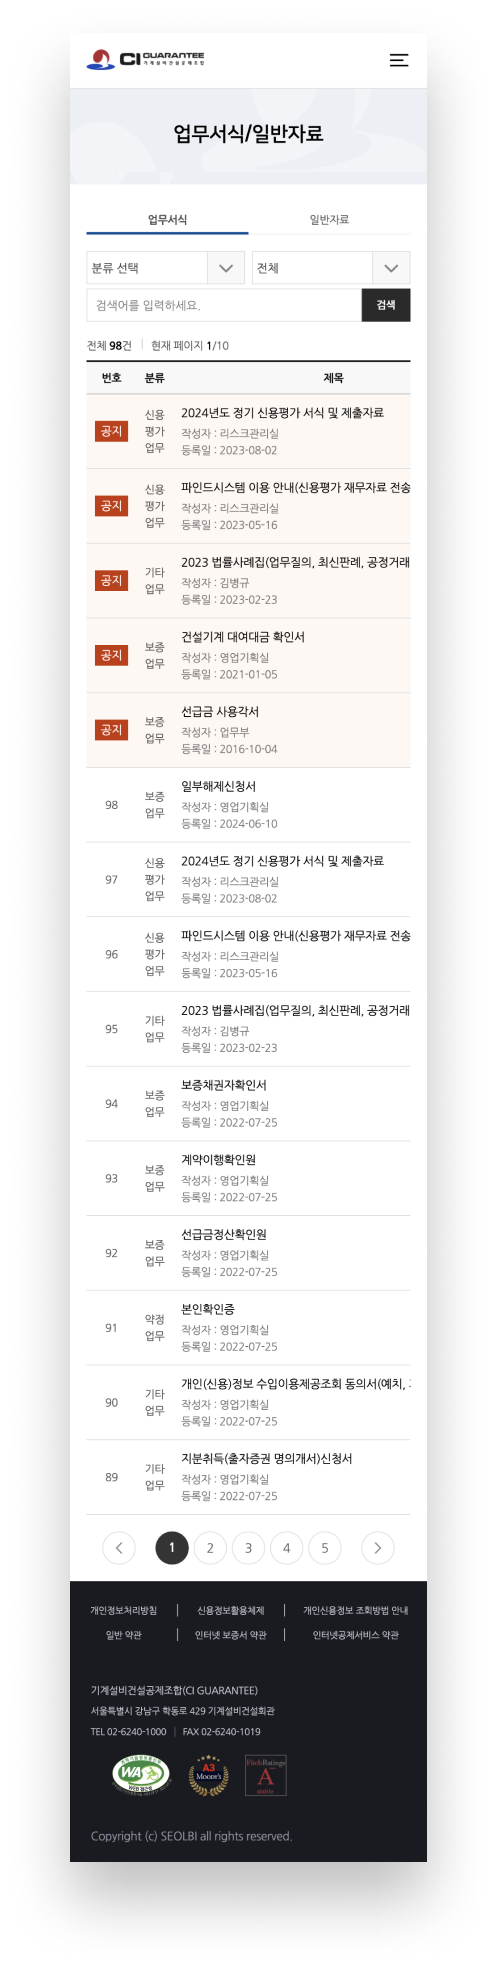 CI GUARANTEE
기계설비건설공제조합
업무서식/일반자료
업무서식 일반자료
분류 선택 전체
검색어를 입력하세요. 검색
전체 98건 현재 페이지 1/10
번호 분류 제목
공지 신용 평가 업무 2024년도 정기 신용평가 서식 및 제출자료
작성자 : 리스크관리실
등록일 : 2023-08-02
공지 신용 평가 업무 파인드시스템 이용 안내(신용평가 재무자료 전송
작성자 : 리스크관리실
등록일 : 2023-05-16
공지 기타 업무 2023 법률사례집(업무질의, 최신판례, 공정거래
작성자 : 김병규
등록일 : 2023-02-23
공지 보증 업무 건설기계 대여대금 확인서
작성자 : 영업기획실
등록일 : 2021-01-05
공지 보증 업무 선급금 사용각서
작성자 : 업무부
등록일 : 2016-10-04
98 보증 업무 일부해제신청서
작성자 : 영업기획실
등록일 : 2024-06-10
97 신용 평가 업무 2024년도 정기 신용평가 서식 및 제출자료
작성자 : 리스크관리실
등록일 : 2023-08-02
96 신용 평가 업무 파인드시스템 이용 안내(신용평가 재무자료 전송
작성자 : 리스크관리실
등록일 : 2023-05-16
95 기타 업무 2023 법률사례집(업무질의, 최신판례, 공정거래
작성자 : 김병규
등록일 : 2023-02-23
94 보증 업무 보증채권자확인서
작성자 : 영업기획실
등록일 : 2022-07-25
93 보증 업무 계약이행확인원
작성자 : 영업기획실
등록일 : 2022-07-25
92 보증 업무 선급금정산확인원
작성자 : 영업기획실
등록일 : 2022-07-25
91 약정 업무 본인확인증
작성자 : 영업기획실
등록일 : 2022-07-25
90 기타 업무 개인(신용)정보 수입이용제공조회 동의서(예치,
작성자 : 영업기획실
등록일 : 2022-07-25
89 기타 업무 지분취득(출자증권 명의개서)신청서
작성자 : 영업기획실
등록일 : 2022-07-25
1 2 3 4 5
개인정보처리방침 | 신용정보활용체제 | 개인신용정보 조회방법 안내
일반 약관 | 인터넷 보증서 약관 | 인터넷공제서비스 약관
기계설비건설공제조합(CI GUARANTEE)
서울특별시 강남구 학동로 429 기계설비건설회관
TEL 02-6240-1000 | FAX 02-6240-1019
WA
WEB 접근성
A3
Moody's
FitchRatings
A-
stable
Copyright (c) SEOLBI all rights reserved.